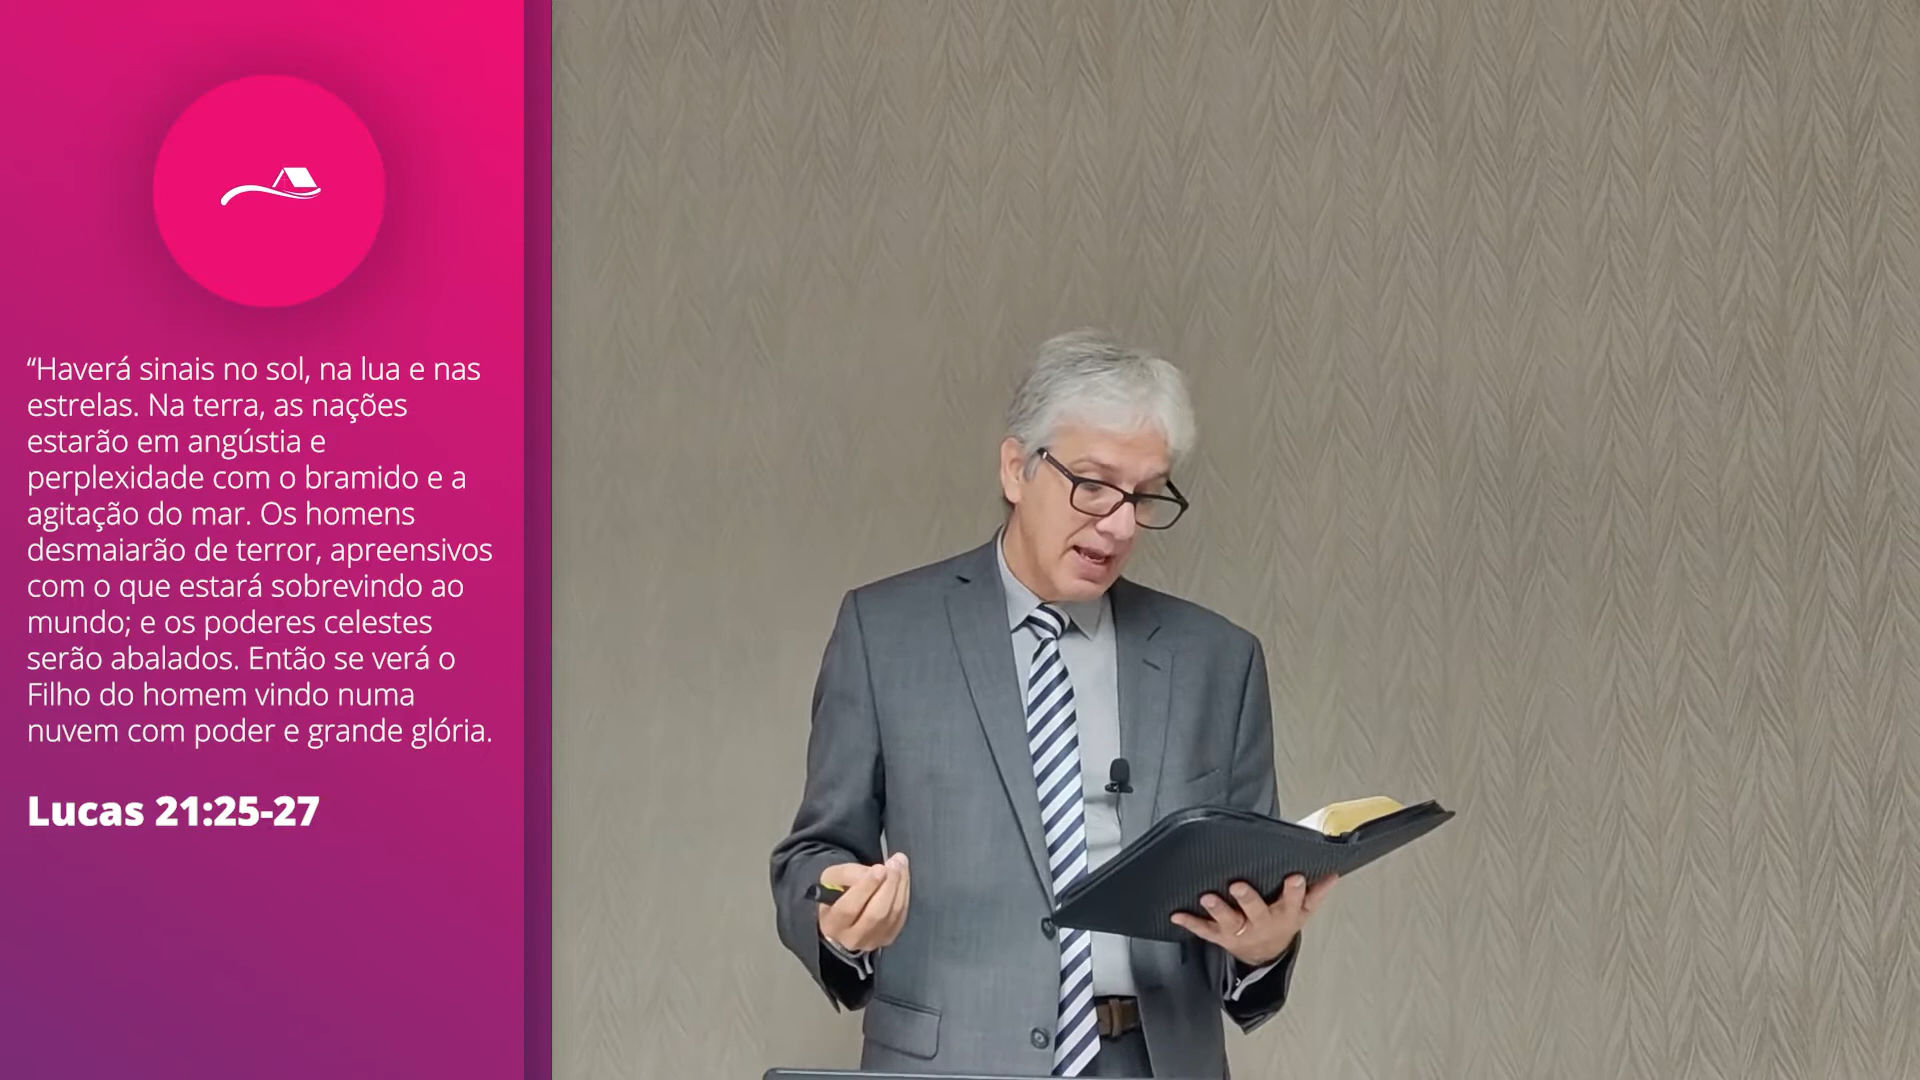 “Haverá sinais no sol, na lua e nas
estrelas. Na terra, as nações
estarão em angústia e
perplexidade com o bramido e a
agitação do mar. Os homens
desmaiarão de terror, apreensivos
com o que estará sobrevindo ao
mundo; e os poderes celestes
serão abalados. Então se verá o
Filho do homem vindo numa
nuvem com poder e grande glória.
Lucas 21:25-27